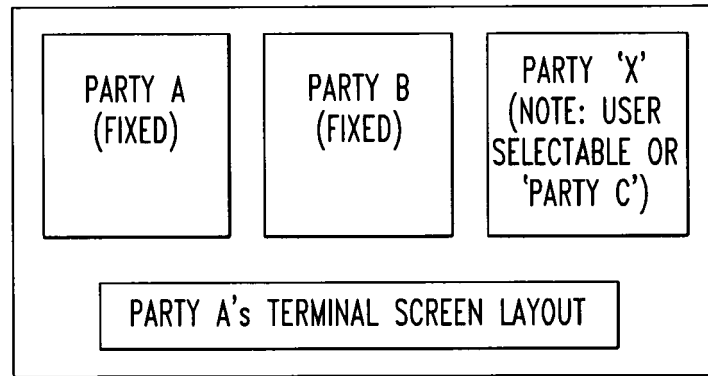 PARTY A
(FIXED)
PARTY B
(FIXED)
PARTY ‘X’
(NOTE: USER
SELECTABLE OR
‘PARTY C’)
PARTY A's TERMINAL SCREEN LAYOUT